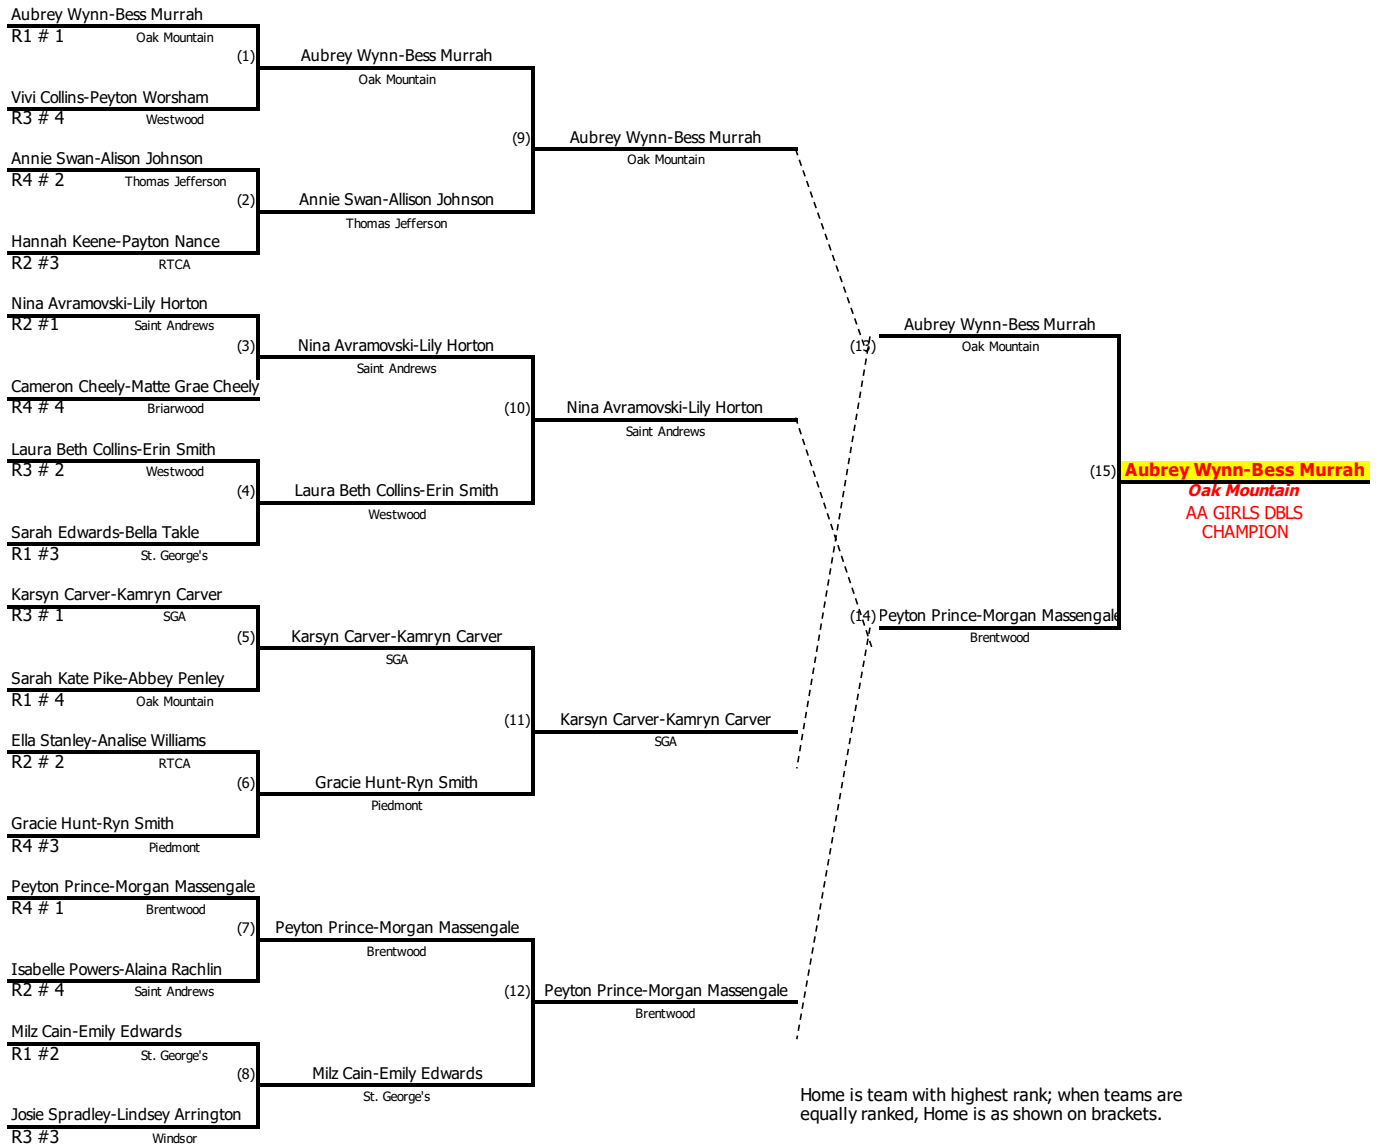 Aubrey Wynn-Bess Murrah
R1 # 1 Oak Mountain
(1)
Vivi Collins-Peyton Worsham
R3 # 4 Westwood
Annie Swan-Alison Johnson
R4 # 2 Thomas Jefferson
(2)
Hannah Keene-Payton Nance
R2 #3 RTCA
Nina Avramovski-Lily Horton
R2 #1 Saint Andrews
(3)
Cameron Cheely-Matte Grae Cheely
R4 # 4 Briarwood
Laura Beth Collins-Erin Smith
R3 # 2 Westwood
(4)
Sarah Edwards-Bella Takle
R1 #3 St. George's
Karsyn Carver-Kamryn Carver
R3 # 1 SGA
(5)
Sarah Kate Pike-Abbey Penley
R1 # 4 Oak Mountain
Ella Stanley-Analise Williams
R2 # 2 RTCA
(6)
Gracie Hunt-Ryn Smith
R4 #3 Piedmont
Peyton Prince-Morgan Massengale
R4 # 1 Brentwood
(7)
Isabelle Powers-Alaina Rachlin
R2 # 4 Saint Andrews
Milz Cain-Emily Edwards
R1 #2 St. George's
(8)
Josie Spradley-Lindsey Arrington
R3 #3 Windsor
Aubrey Wynn-Bess Murrah
Oak Mountain
(9)
Annie Swan-Allison Johnson
Thomas Jefferson
Nina Avramovski-Lily Horton
Saint Andrews
(10)
Laura Beth Collins-Erin Smith
Westwood
Karsyn Carver-Kamryn Carver
SGA
(11)
Gracie Hunt-Ryn Smith
Piedmont
Peyton Prince-Morgan Massengale
Brentwood
(12)
Milz Cain-Emily Edwards
St. George's
Aubrey Wynn-Bess Murrah
Oak Mountain
Nina Avramovski-Lily Horton
Saint Andrews
Karsyn Carver-Kamryn Carver
SGA
Peyton Prince-Morgan Massengale
Brentwood
Aubrey Wynn-Bess Murrah
(13) Oak Mountain
(14) Peyton Prince-Morgan Massengale
Brentwood
(15) Aubrey Wynn-Bess Murrah
Oak Mountain
AA GIRLS DBLS
CHAMPION
Home is team with highest rank; when teams are
equally ranked, Home is as shown on brackets.